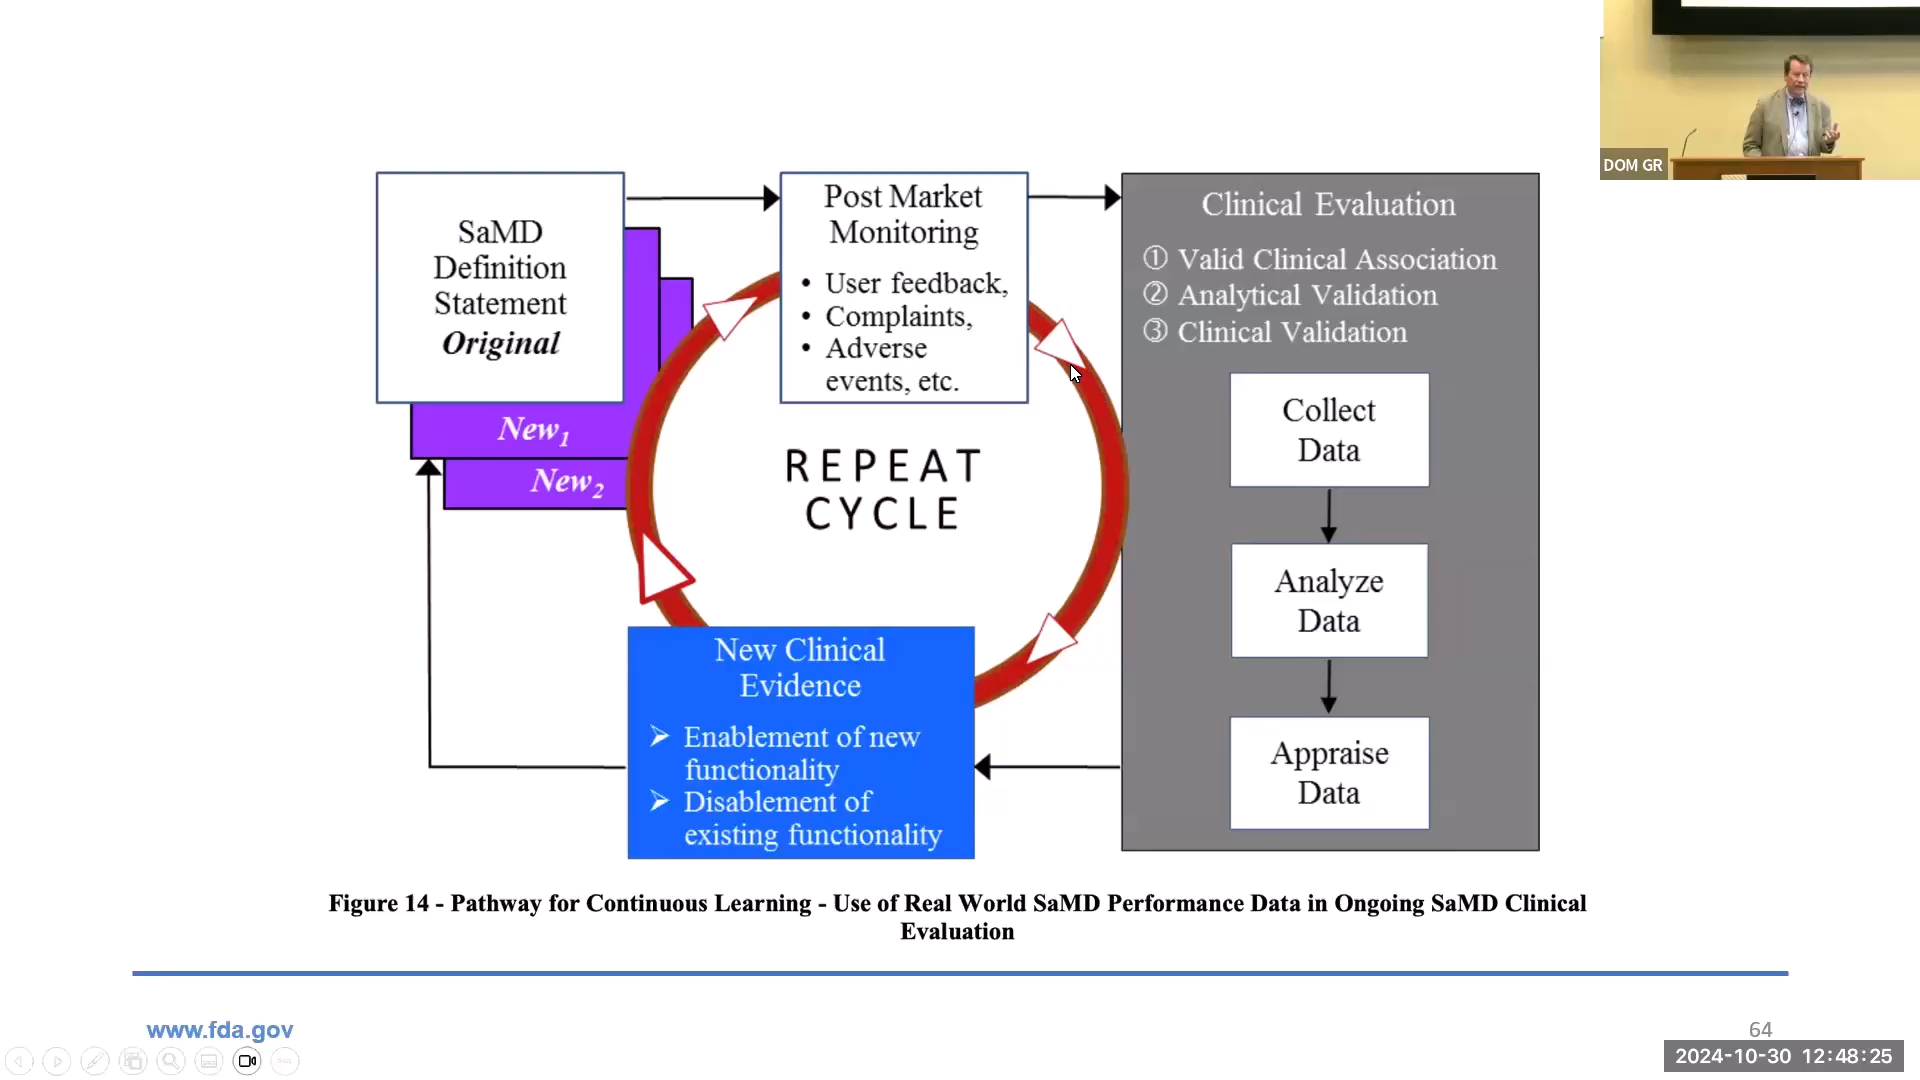 DOM GR
SaMD
Definition
Statement
Original
New1
New2
Post Market
Monitoring
• User feedback,
• Complaints,
• Adverse
events, etc.
REPEAT
CYCLE
New Clinical
Evidence
➢ Enablement of new
functionality
➢ Disablement of
existing functionality
Clinical Evaluation
① Valid Clinical Association
② Analytical Validation
③ Clinical Validation
Collect
Data
Analyze
Data
Appraise
Data
Figure 14 - Pathway for Continuous Learning - Use of Real World SaMD Performance Data in Ongoing SaMD Clinical
Evaluation
www.fda.gov
64
2024-10-30 12:48:25